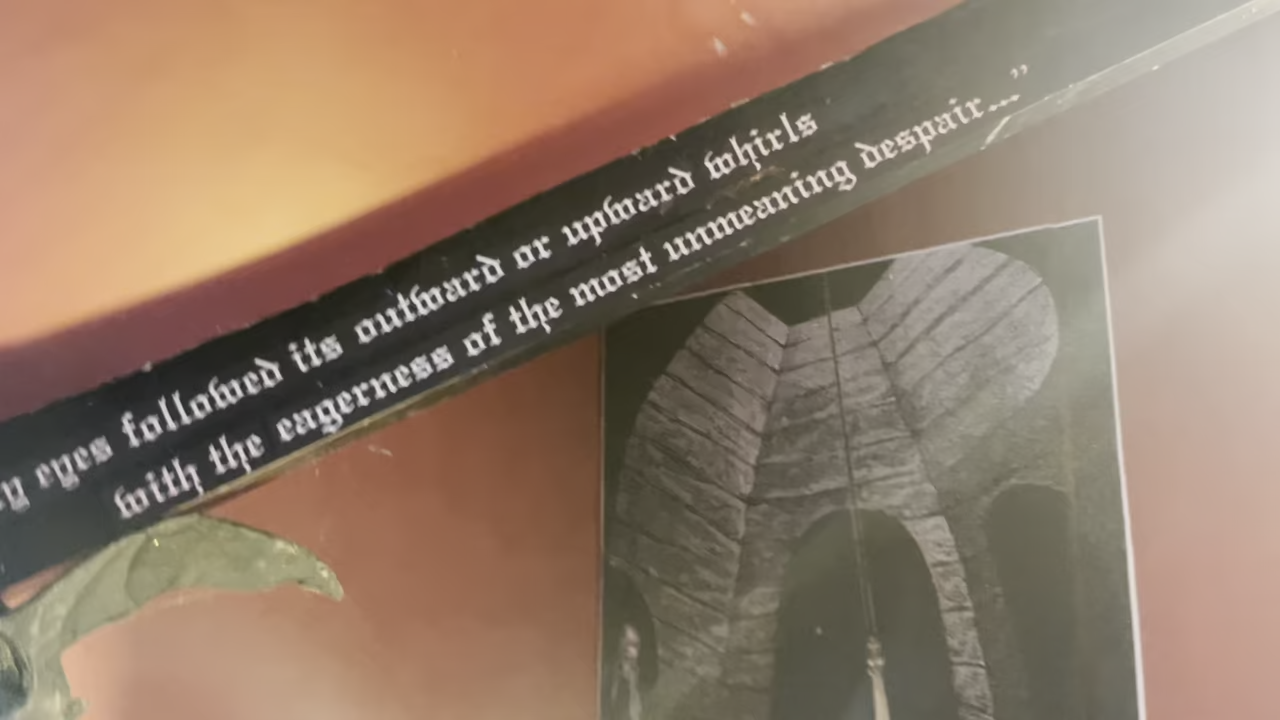 y eyes followed its outward or upward whirls
with the eagerness of the most unmeaning despair..."